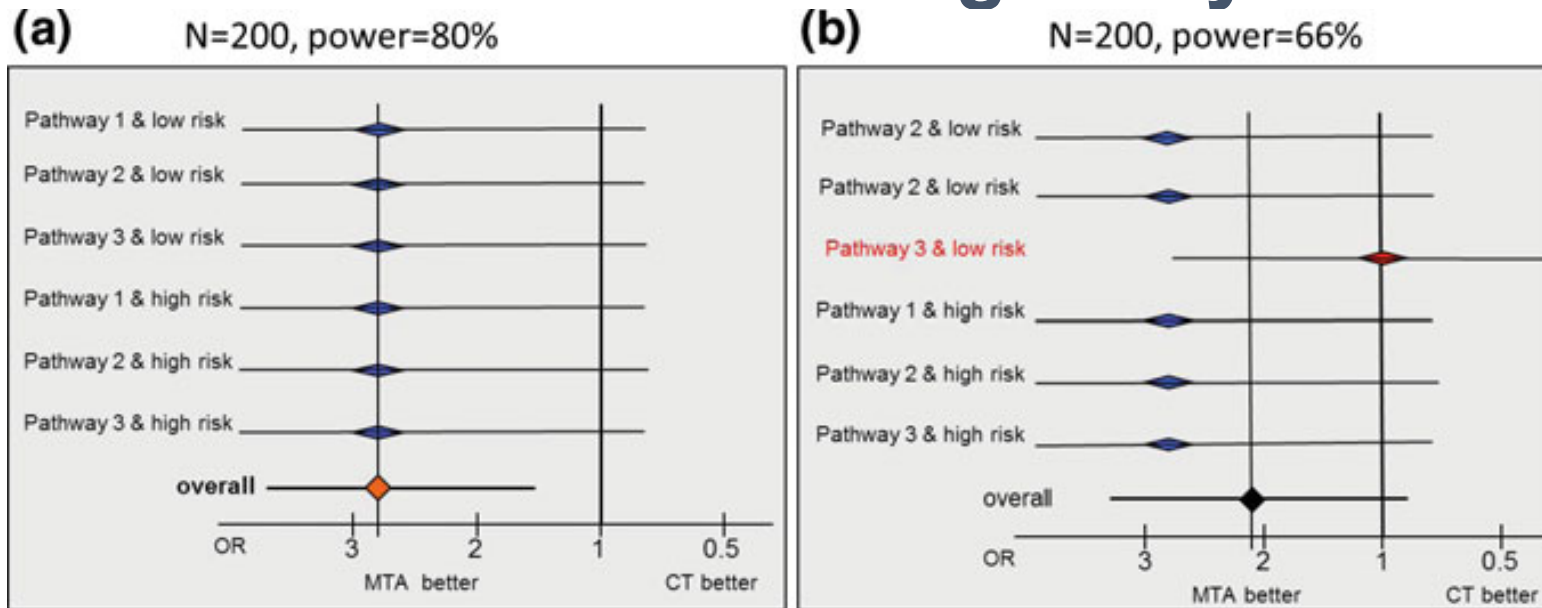 (a) N=200, power=80%
Pathway 1 & low risk
Pathway 2 & low risk
Pathway 3 & low risk
Pathway 1 & high risk
Pathway 2 & high risk
Pathway 3 & high risk
overall
OR 3 2 1 0.5
MTA better CT better
(b) N=200, power=66%
Pathway 2 & low risk
Pathway 2 & low risk
Pathway 3 & low risk
Pathway 1 & high risk
Pathway 2 & high risk
Pathway 3 & high risk
overall
OR 3 2 1 0.5
MTA better CT better